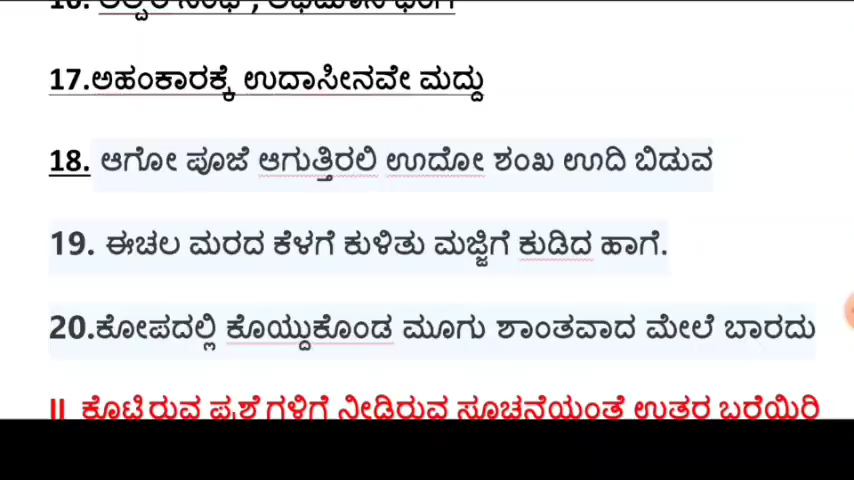 17.ಅಹಂಕಾರಕ್ಕೆ ಉದಾಸೀನವೇ ಮದ್ದು
18. ಆಗೋ ಪೂಜೆ ಆಗುತ್ತಿರಲಿ ಊದೋ ಶಂಖ ಊದಿ ಬಿಡುವ
19. ಈಚಲ ಮರದ ಕೆಳಗೆ ಕುಳಿತು ಮಜ್ಜಿಗೆ ಕುಡಿದ ಹಾಗೆ.
20.ಕೋಪದಲ್ಲಿ ಕೊಯ್ದುಕೊಂಡ ಮೂಗು ಶಾಂತವಾದ ಮೇಲೆ ಬಾರದು
II ಕೊಟ್ಟಿರುವ ಪ್ರಶ್ನೆಗಳಿಗೆ ನೀಡಿರುವ ಸೂಚನೆಯಂತೆ ಉತ್ತರ ಬರೆಯಿರಿ